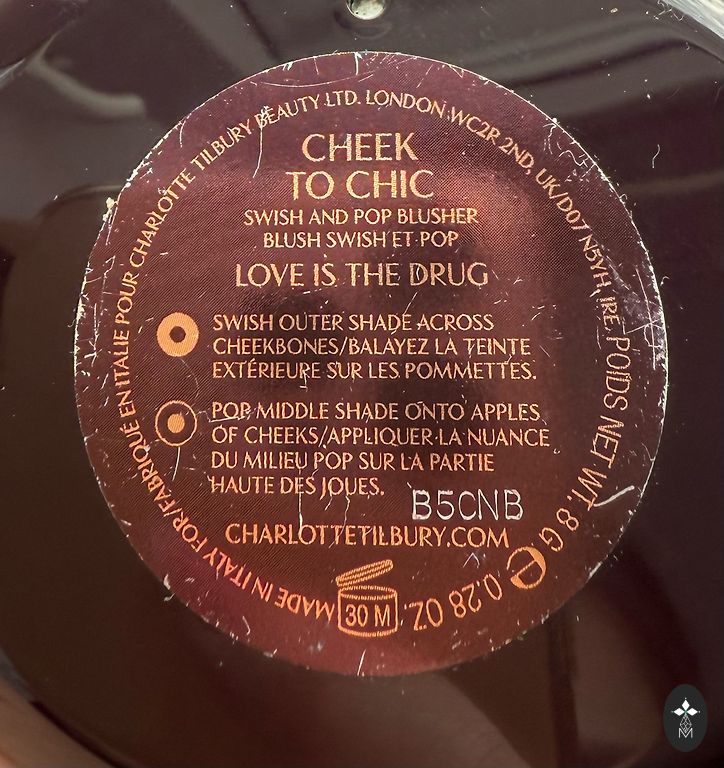 CHEEK
TO CHIC
SWISH AND POP BLUSHER
BLUSH SWISH ET POP
LOVE IS THE DRUG
SWISH OUTER SHADE ACROSS
CHEEKBONES/BALAYEZ LA TEINTE
EXTÉRIEURE SUR LES POMMETTES.
POP MIDDLE SHADE ONTO APPLES
OF CHEEKS/APPLIQUER LA NUANCE
DU MILIEU POP SUR LA PARTIE
HAUTE DES JOUES.
B5CNB
CHARLOTTETILBURY.COM
30 M
MADE IN ITALY FOR/FABRIQUÉ EN ITALIE POUR CHARLOTTE TILBURY BEAUTY LTD. LONDON WC2R 2ND, UK/D07 N5YH, IRE. POIDS NET WT. 8 G ℮ 0.28 OZ.
M